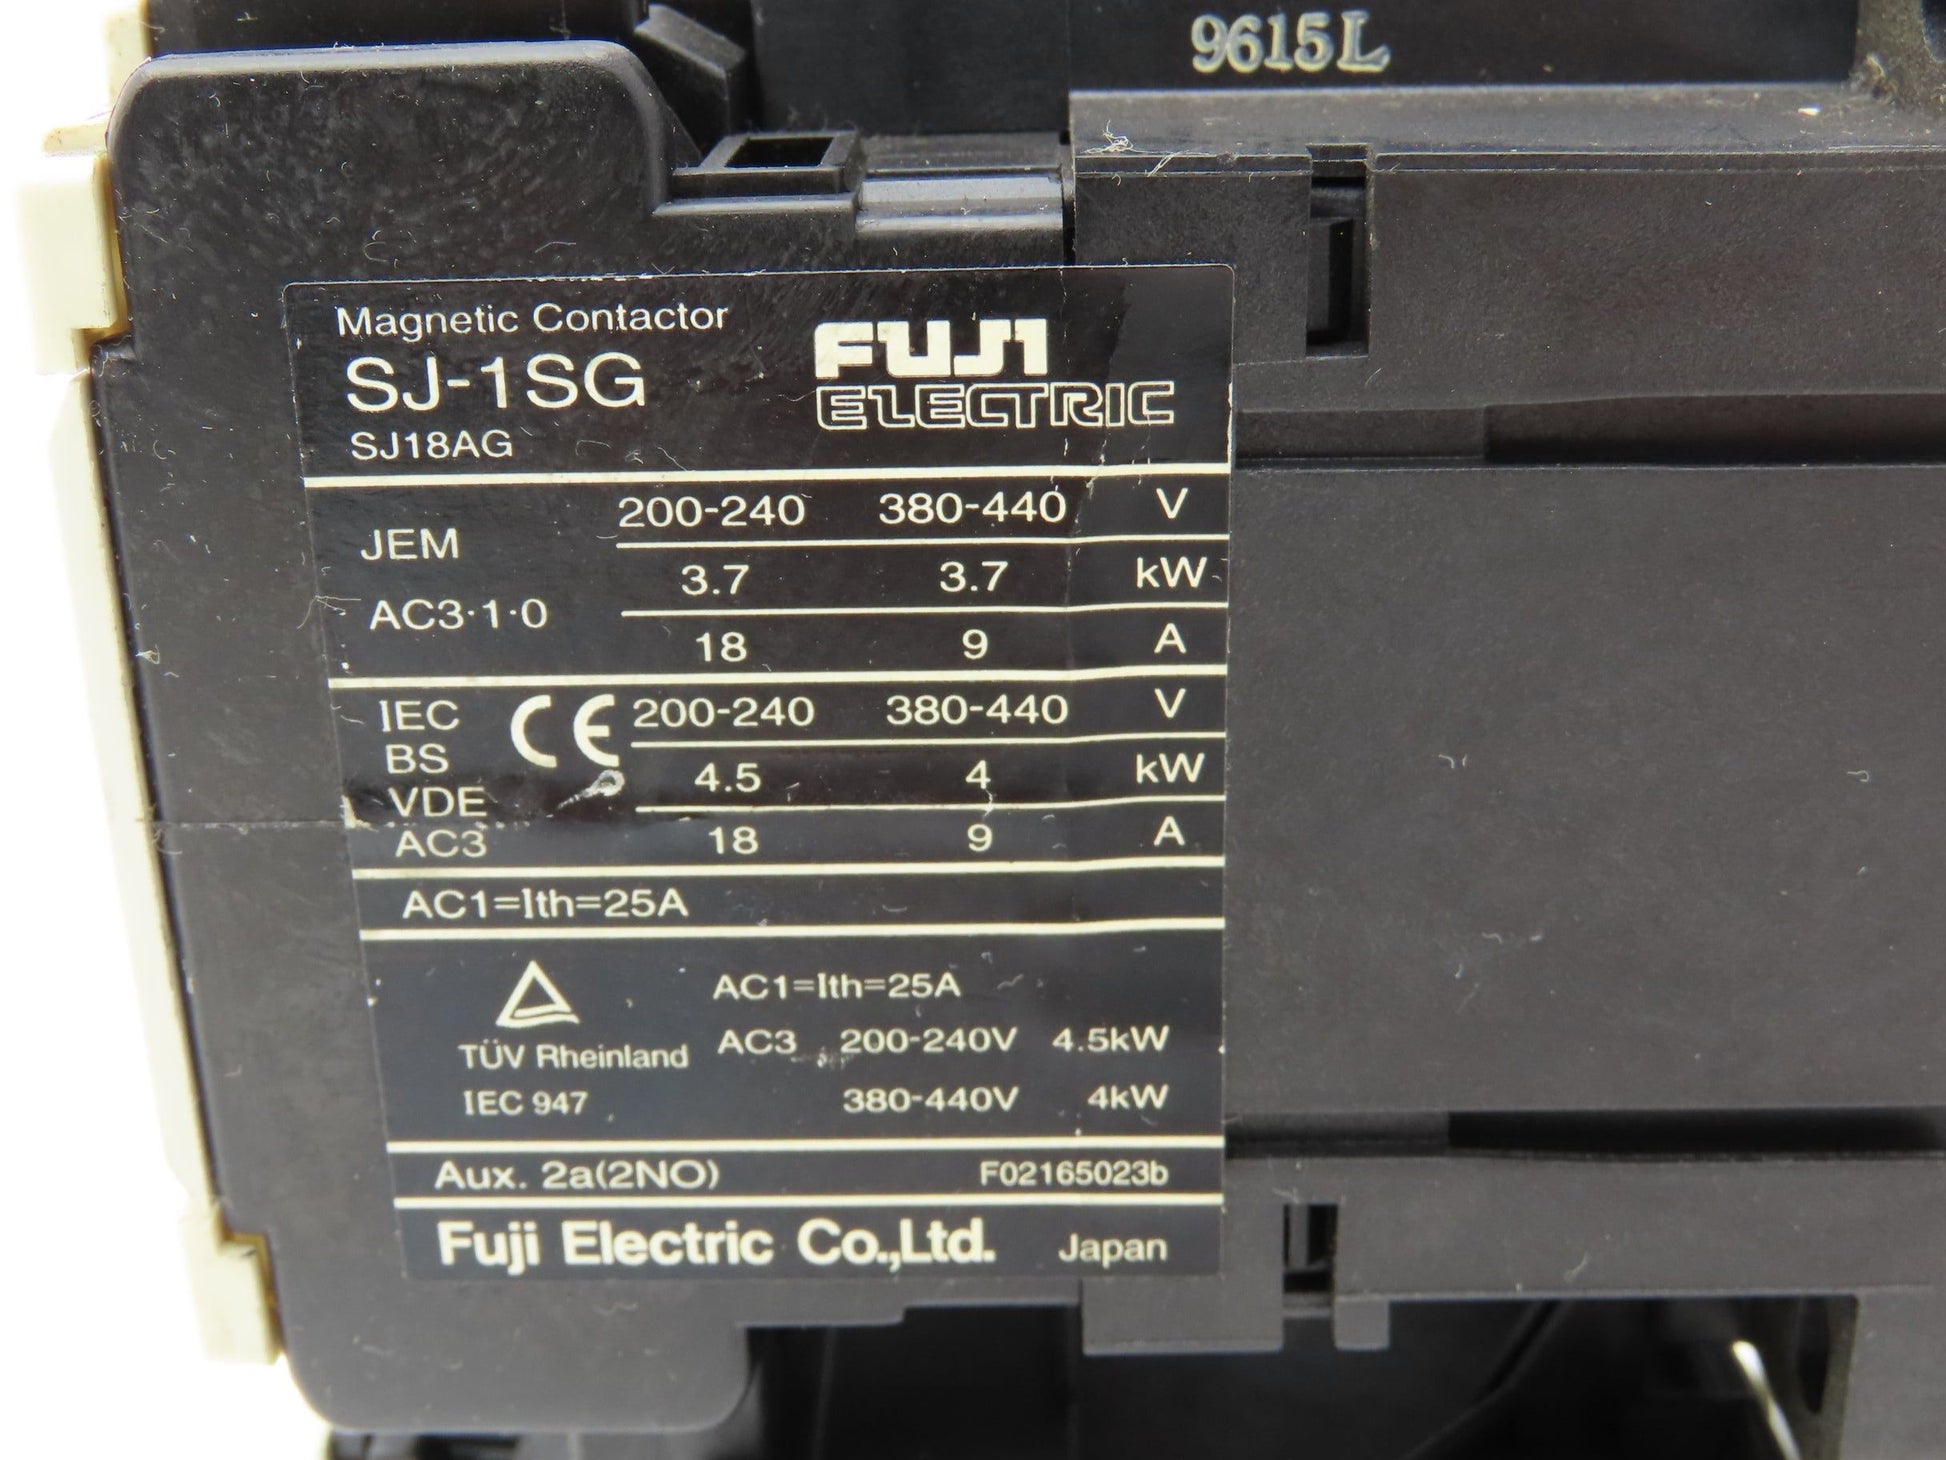 9615L
Magnetic Contactor
SJ-1SG
SJ18AG
FUJI
ELECTRIC
JEM
AC3·1·0
200-240 380-440 V
3.7 3.7 kW
18 9 A
IEC
BS
VDE
AC3
CE
200-240 380-440 V
4.5 4 kW
18 9 A
AC1=Ith=25A
TÜV Rheinland
IEC 947
AC1=Ith=25A
AC3 200-240V 4.5kW
380-440V 4kW
Aux. 2a(2NO) F02165023b
Fuji Electric Co.,Ltd. Japan